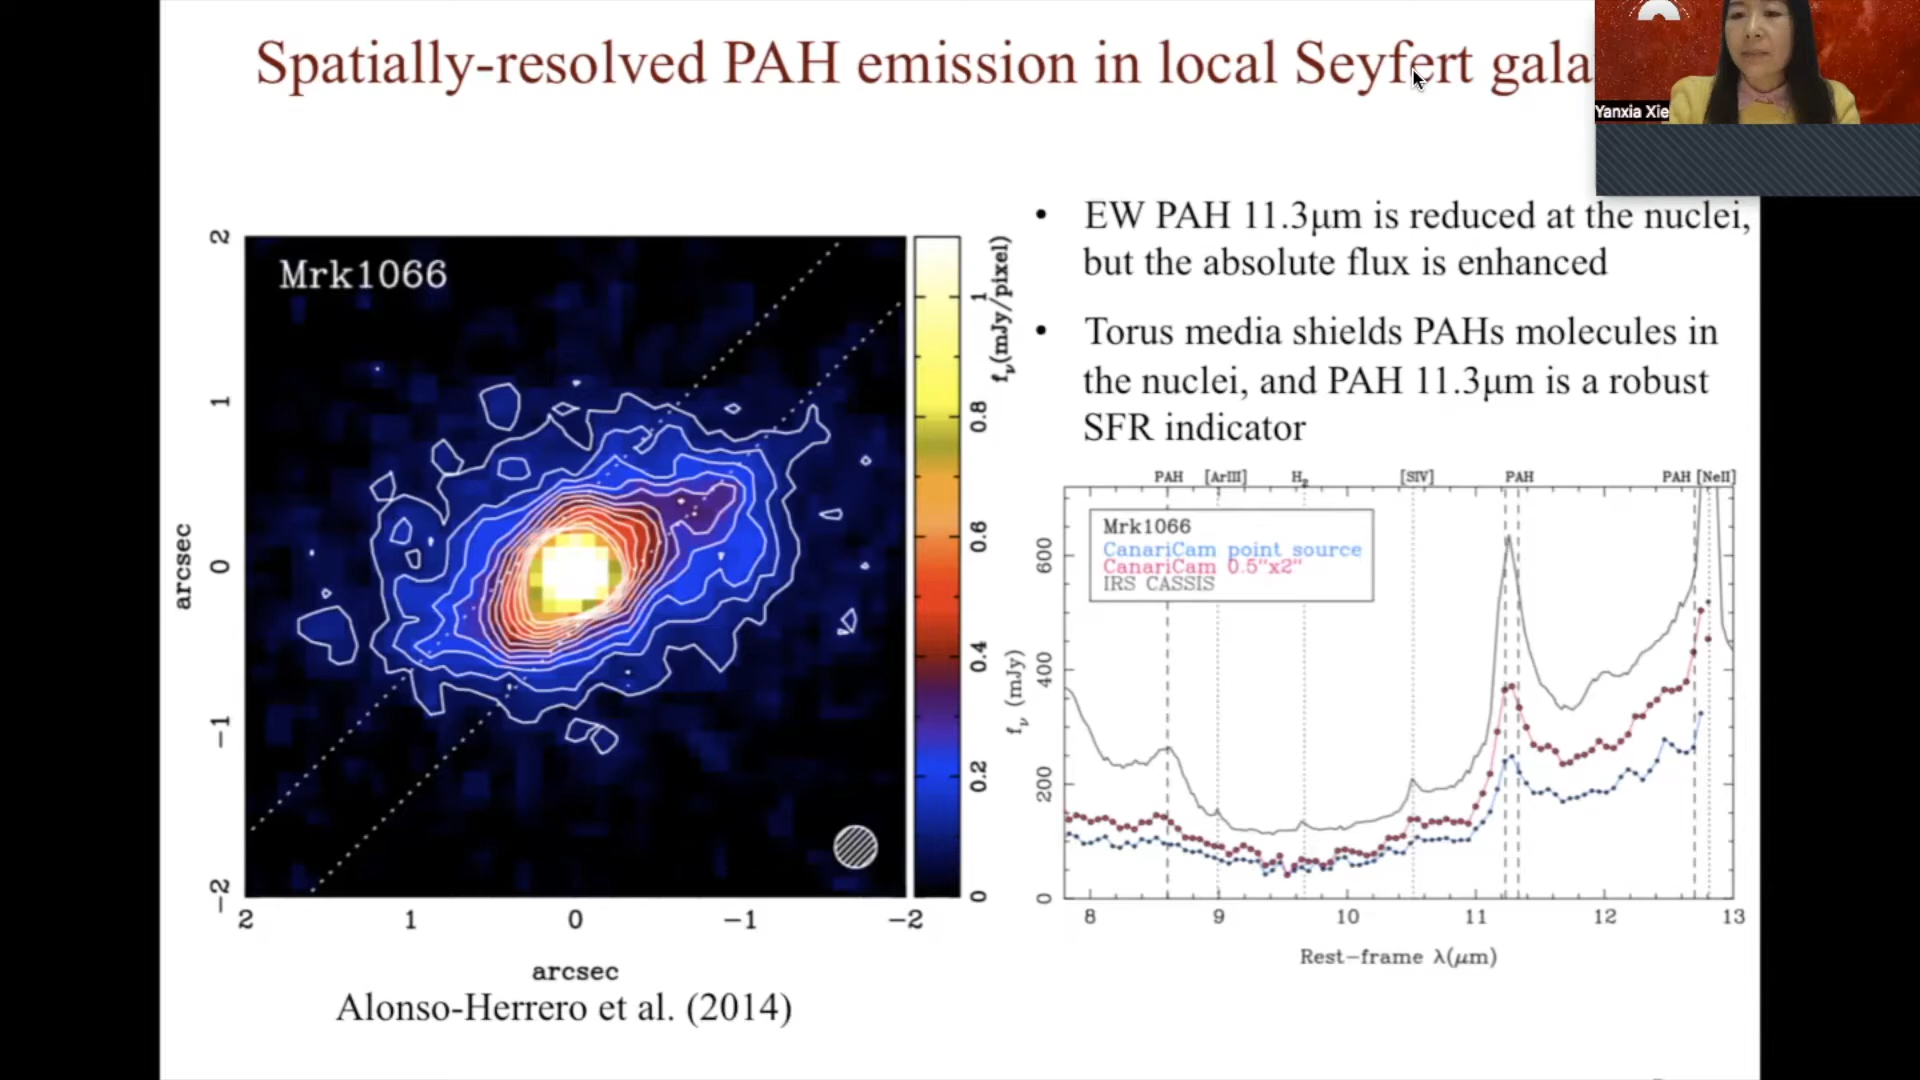 Spatially-resolved PAH emission in local Seyfert gala
Yanxia Xie
• EW PAH 11.3μm is reduced at the nuclei,
but the absolute flux is enhanced
• Torus media shields PAHs molecules in
the nuclei, and PAH 11.3μm is a robust
SFR indicator
Mrk1066
2
1
0
−1
−2
arcsec
2 1 0 −1 −2
arcsec
fν(mJy/pixel)
1
0.8
0.6
0.4
0.2
0
Alonso-Herrero et al. (2014)
PAH [ArIII] H2 [SIV] PAH PAH [NeII]
Mrk1066
CanariCam point source
CanariCam 0.5"x2"
IRS CASSIS
600
400
200
0
fν (mJy)
8 9 10 11 12 13
Rest−frame λ(μm)